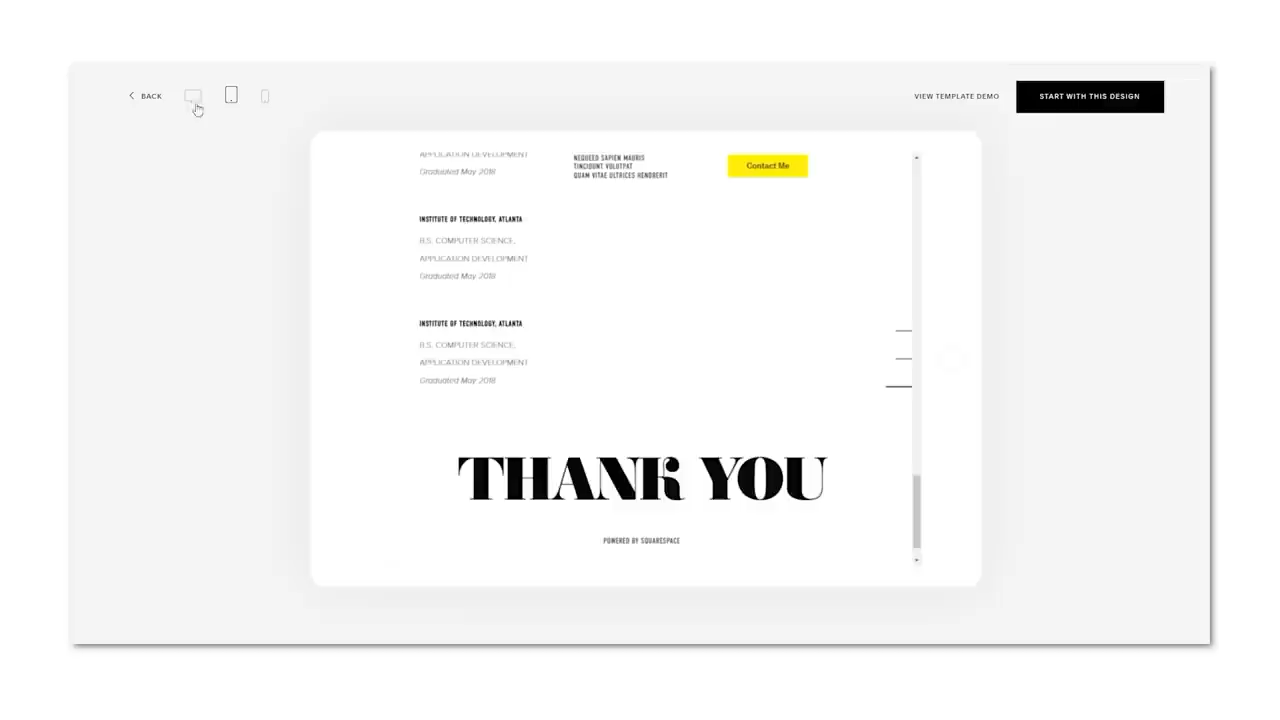 BACK
VIEW TEMPLATE DEMO
START WITH THIS DESIGN
APPLICATION DEVELOPMENT
Graduated May 2018
NEQUEED SAPIEN MAURIS
TINCIDUNT VOLUTPAT
QUAM VITAE ULTRICES HENDRERIT
Contact Me
INSTITUTE OF TECHNOLOGY, ATLANTA
B.S. COMPUTER SCIENCE,
APPLICATION DEVELOPMENT
Graduated May 2018
INSTITUTE OF TECHNOLOGY, ATLANTA
B.S. COMPUTER SCIENCE,
APPLICATION DEVELOPMENT
Graduated May 2018
THANK YOU
POWERED BY SQUARESPACE